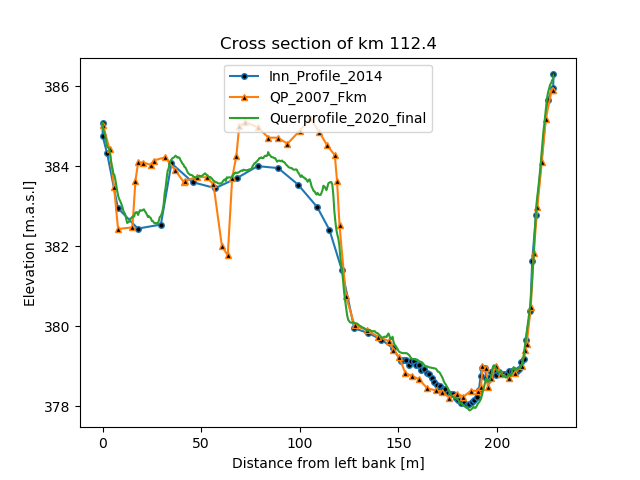 Cross section of km 112.4
Inn_Profile_2014
QP_2007_Fkm
Querprofile_2020_final
Elevation [m.a.s.l]
386
384
382
380
378
0 50 100 150 200
Distance from left bank [m]